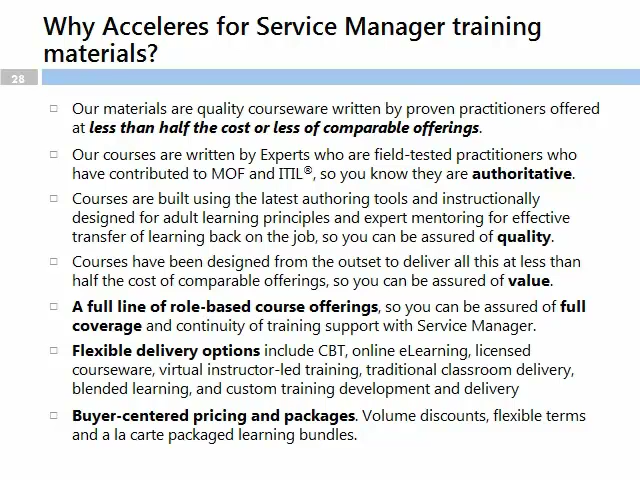 Why Acceleres for Service Manager training
materials?
28
Our materials are quality courseware written by proven practitioners offered
at less than half the cost or less of comparable offerings.
Our courses are written by Experts who are field-tested practitioners who
have contributed to MOF and ITIL®, so you know they are authoritative.
Courses are built using the latest authoring tools and instructionally
designed for adult learning principles and expert mentoring for effective
transfer of learning back on the job, so you can be assured of quality.
Courses have been designed from the outset to deliver all this at less than
half the cost of comparable offerings, so you can be assured of value.
A full line of role-based course offerings, so you can be assured of full
coverage and continuity of training support with Service Manager.
Flexible delivery options include CBT, online eLearning, licensed
courseware, virtual instructor-led training, traditional classroom delivery,
blended learning, and custom training development and delivery
Buyer-centered pricing and packages. Volume discounts, flexible terms
and a la carte packaged learning bundles.